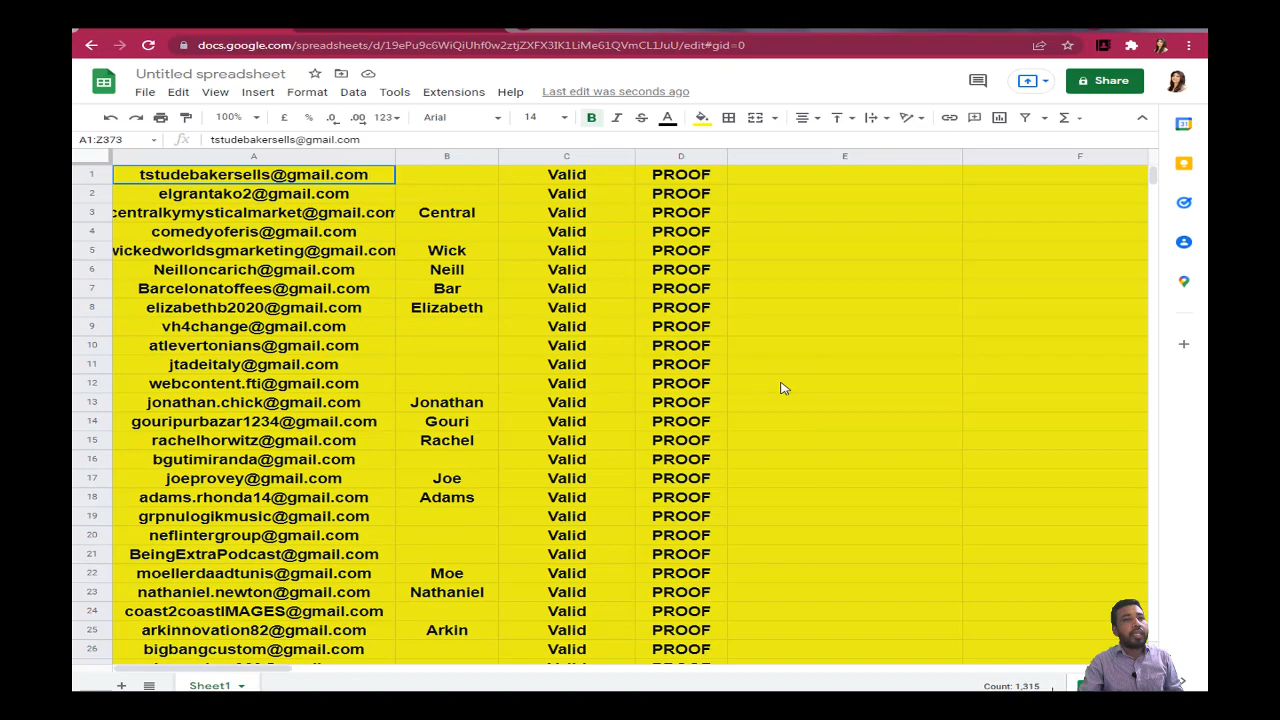 docs.google.com/spreadsheets/d/19ePu9c6WiQiUhf0w2ztjZXFX3IK1LiMe61QVmCL1JuU/edit#gid=0
Untitled spreadsheet
File Edit View Insert Format Data Tools Extensions Help Last edit was seconds ago
Share
100% £ % .0 .00 123 Arial 14 B I S A
A1:Z373 fx tstudebakersells@gmail.com
A B C D E F
1 tstudebakersells@gmail.com Valid PROOF
2 elgrantako2@gmail.com Valid PROOF
3 centralkymysticalmarket@gmail.com Central Valid PROOF
4 comedyoferis@gmail.com Valid PROOF
5 wickedworldsgmarketing@gmail.com Wick Valid PROOF
6 Neilloncarich@gmail.com Neill Valid PROOF
7 Barcelonatoffees@gmail.com Bar Valid PROOF
8 elizabethb2020@gmail.com Elizabeth Valid PROOF
9 vh4change@gmail.com Valid PROOF
10 atlevertonians@gmail.com Valid PROOF
11 jtadeitaly@gmail.com Valid PROOF
12 webcontent.fti@gmail.com Valid PROOF
13 jonathan.chick@gmail.com Jonathan Valid PROOF
14 gouripurbazar1234@gmail.com Gouri Valid PROOF
15 rachelhorwitz@gmail.com Rachel Valid PROOF
16 bgutimiranda@gmail.com Valid PROOF
17 joeprovey@gmail.com Joe Valid PROOF
18 adams.rhonda14@gmail.com Adams Valid PROOF
19 grpnulogikmusic@gmail.com Valid PROOF
20 neflintergroup@gmail.com Valid PROOF
21 BeingExtraPodcast@gmail.com Valid PROOF
22 moellerdaadtunis@gmail.com Moe Valid PROOF
23 nathaniel.newton@gmail.com Nathaniel Valid PROOF
24 coast2coastIMAGES@gmail.com Valid PROOF
25 arkinnovation82@gmail.com Arkin Valid PROOF
26 bigbangcustom@gmail.com Valid PROOF
Sheet1 Count: 1,315